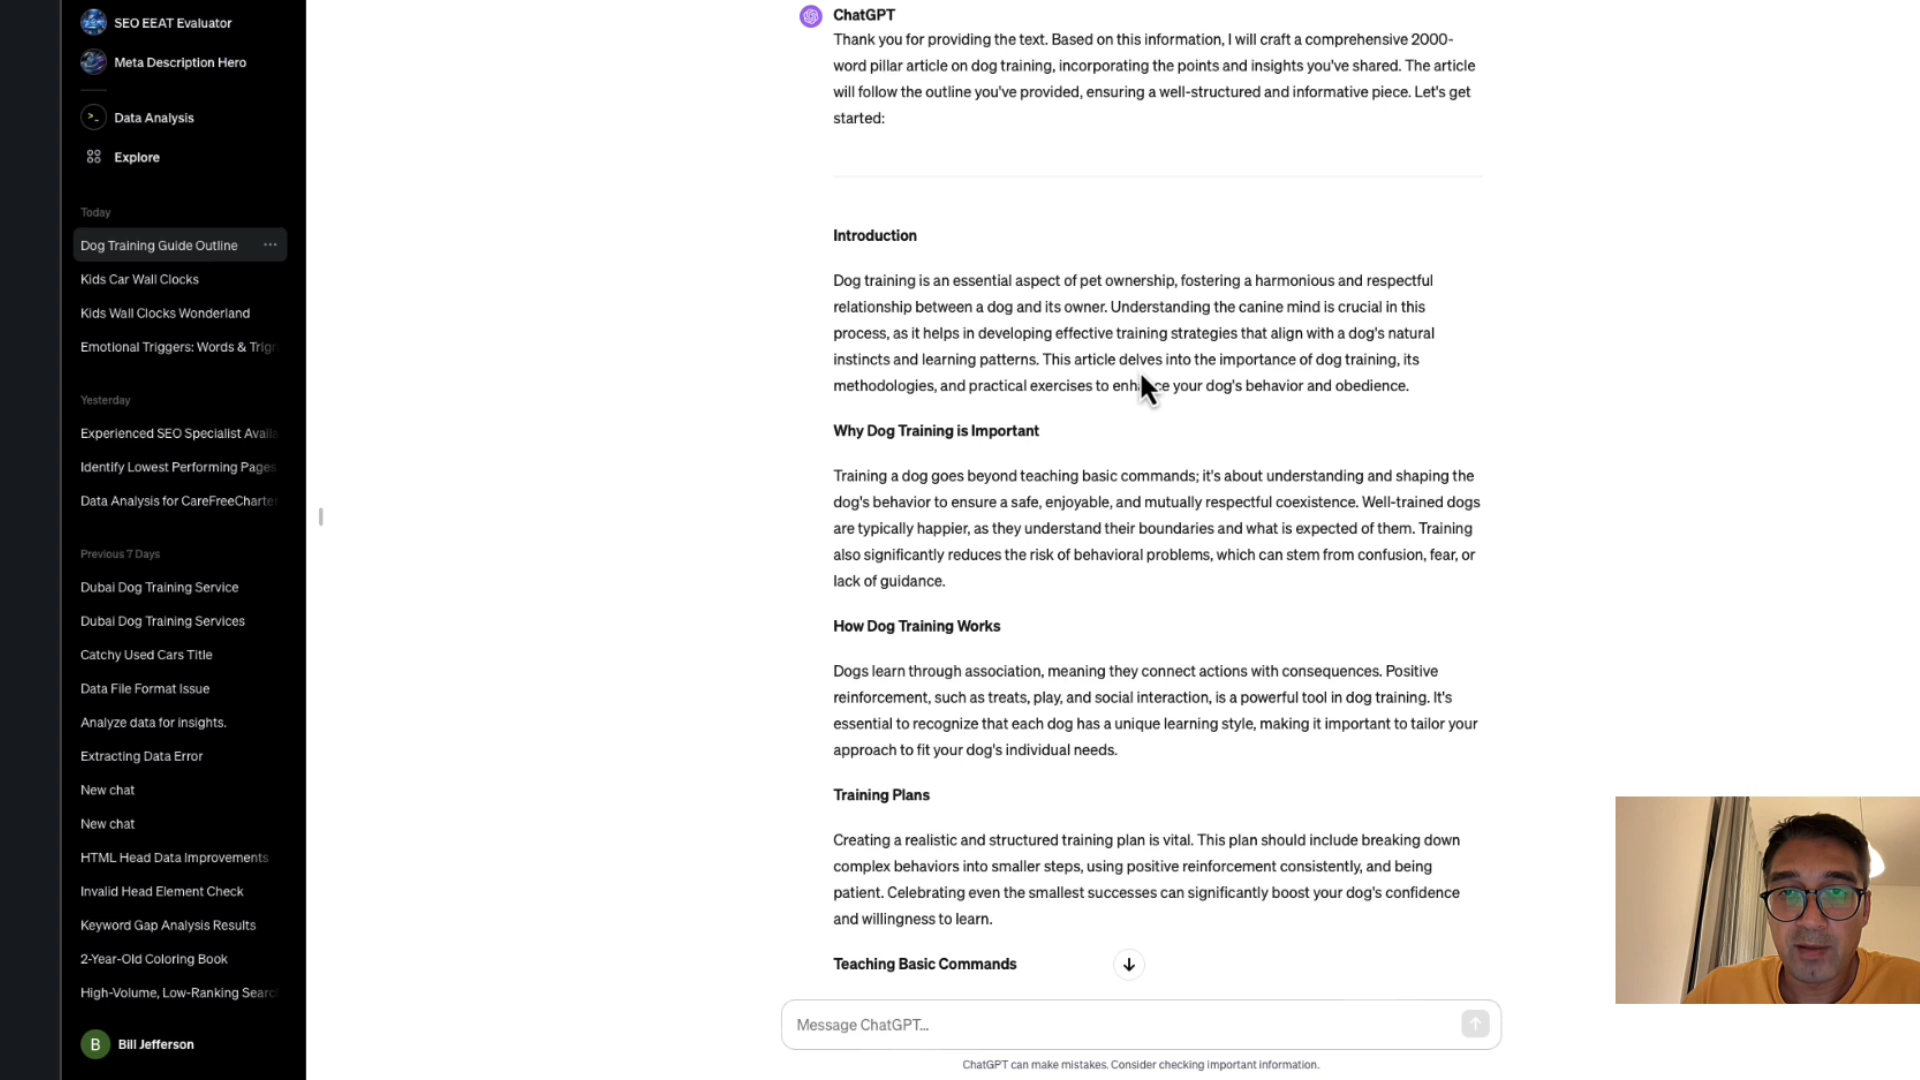 SEO EEAT Evaluator
Meta Description Hero
Data Analysis
Explore
Today
Dog Training Guide Outline
Kids Car Wall Clocks
Kids Wall Clocks Wonderland
Emotional Triggers: Words & Trig
Yesterday
Experienced SEO Specialist Availa
Identify Lowest Performing Pages
Data Analysis for CareFreeCharter
Previous 7 Days
Dubai Dog Training Service
Dubai Dog Training Services
Catchy Used Cars Title
Data File Format Issue
Analyze data for insights.
Extracting Data Error
New chat
New chat
HTML Head Data Improvements
Invalid Head Element Check
Keyword Gap Analysis Results
2-Year-Old Coloring Book
High-Volume, Low-Ranking Searc
B Bill Jefferson
ChatGPT
Thank you for providing the text. Based on this information, I will craft a comprehensive 2000-
word pillar article on dog training, incorporating the points and insights you've shared. The article
will follow the outline you've provided, ensuring a well-structured and informative piece. Let's get
started:
Introduction
Dog training is an essential aspect of pet ownership, fostering a harmonious and respectful
relationship between a dog and its owner. Understanding the canine mind is crucial in this
process, as it helps in developing effective training strategies that align with a dog's natural
instincts and learning patterns. This article delves into the importance of dog training, its
methodologies, and practical exercises to enhance your dog's behavior and obedience.
Why Dog Training is Important
Training a dog goes beyond teaching basic commands; it's about understanding and shaping the
dog's behavior to ensure a safe, enjoyable, and mutually respectful coexistence. Well-trained dogs
are typically happier, as they understand their boundaries and what is expected of them. Training
also significantly reduces the risk of behavioral problems, which can stem from confusion, fear, or
lack of guidance.
How Dog Training Works
Dogs learn through association, meaning they connect actions with consequences. Positive
reinforcement, such as treats, play, and social interaction, is a powerful tool in dog training. It's
essential to recognize that each dog has a unique learning style, making it important to tailor your
approach to fit your dog's individual needs.
Training Plans
Creating a realistic and structured training plan is vital. This plan should include breaking down
complex behaviors into smaller steps, using positive reinforcement consistently, and being
patient. Celebrating even the smallest successes can significantly boost your dog's confidence
and willingness to learn.
Teaching Basic Commands
Message ChatGPT...
ChatGPT can make mistakes. Consider checking important information.